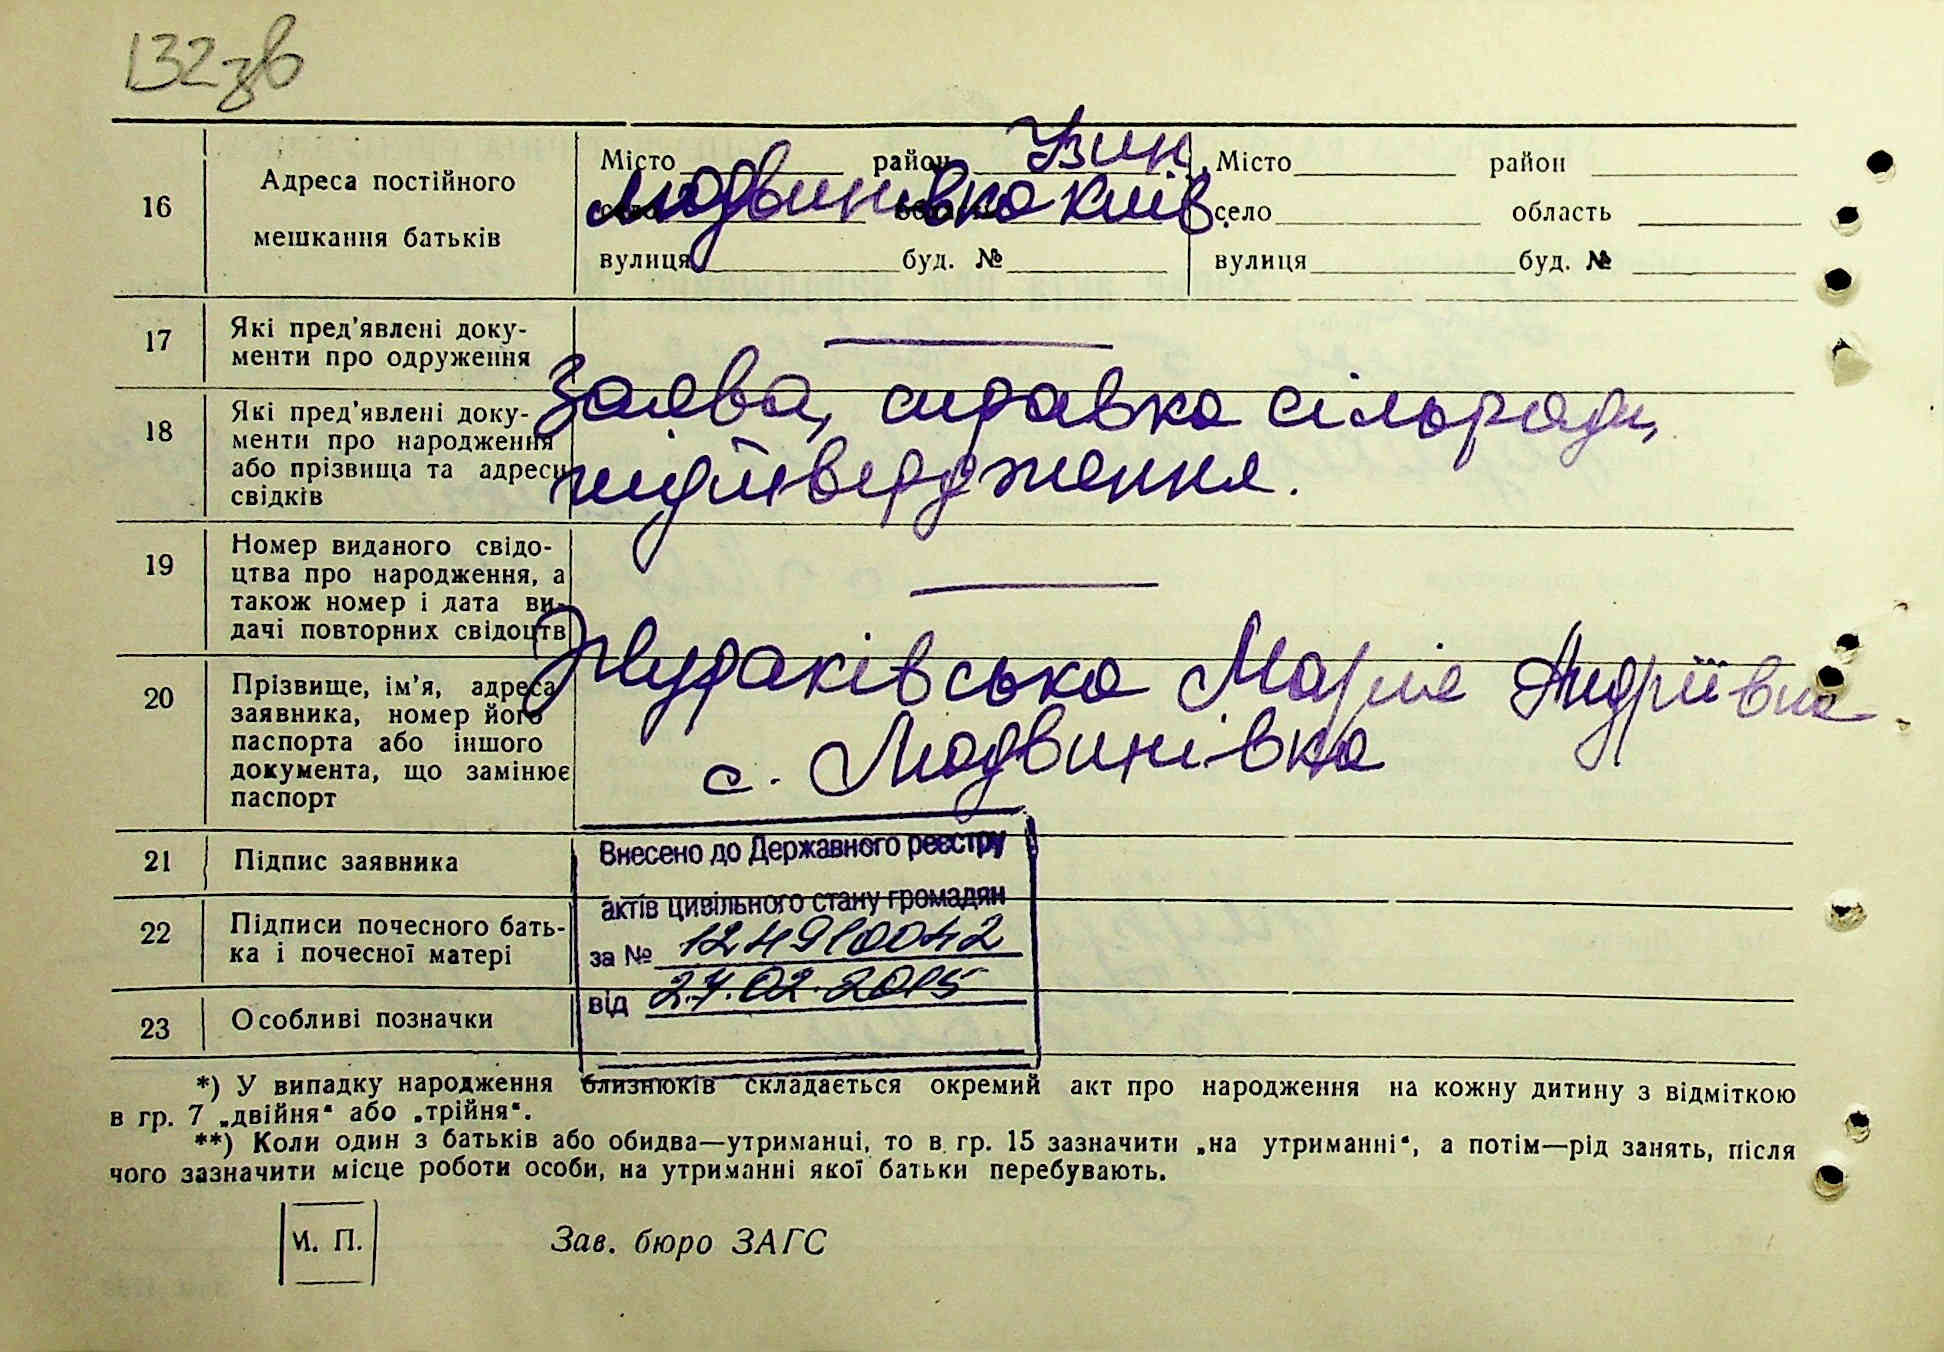 132зв
16 Адреса постійного мешкання батьків
Місто район Узин. Місто район
село Людвинівка область Київ. село область
вулиця буд. № вулиця буд. №
17 Які пред'явлені доку-
менти про одруження
18 Які пред'явлені доку-
менти про народження
або прізвища та адреси
свідків
Заява, справка сільради,
підтвердження.
19 Номер виданого свідо-
цтва про народження, а
також номер і дата ви-
дачі повторних свідоцтв
20 Прізвище, ім'я, адреса
заявника, номер його
паспорта або іншого
документа, що замінює
паспорт
Жураківська Марія Андріївна
с. Людвинівка
21 Підпис заявника
22 Підписи почесного бать-
ка і почесної матері
23 Особливі позначки
Внесено до Державного реєстру
актів цивільного стану громадян
за № 124910042
від 27.02.2015
*) У випадку народження близнюків складається окремий акт про народження на кожну дитину з відміткою
в гр. 7 „двійня“ або „трійня“.
**) Коли один з батьків або обидва—утриманці, то в гр. 15 зазначити „на утриманні“, а потім—рід занять, після
чого зазначити місце роботи особи, на утриманні якої батьки перебувають.
М. П. Зав. бюро ЗАГС